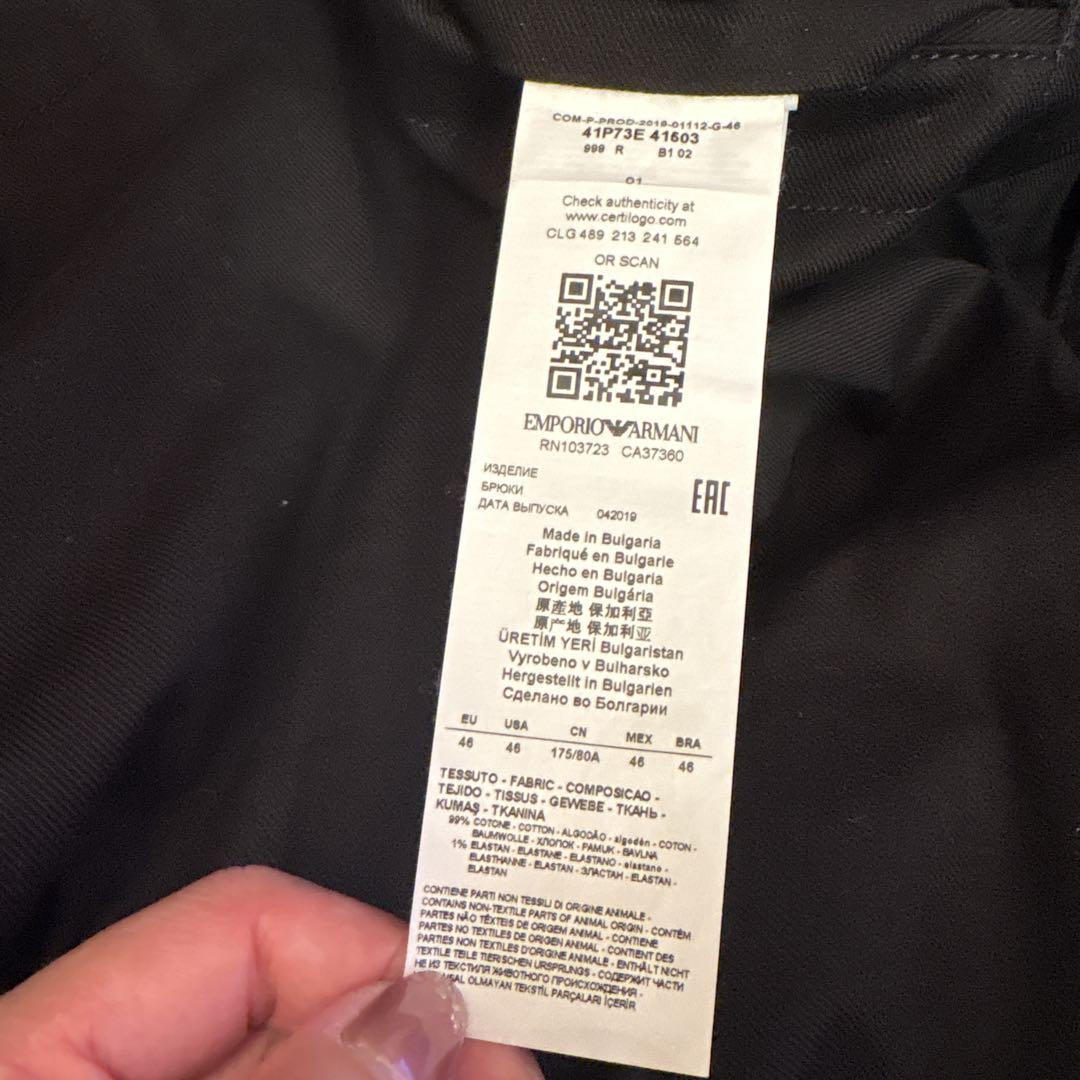 COM-P-PROD-2019-01112-G-46
41P73E 41503
999 R B1 02
01
Check authenticity at
www.certilogo.com
CLG 489 213 241 564
OR SCAN
EMPORIO ARMANI
RN103723 CA37360
ИЗДЕЛИЕ
БРЮКИ
ДАТА ВЫПУСКА 042019
EAC
Made in Bulgaria
Fabriqué en Bulgarie
Hecho en Bulgaria
Origem Bulgária
原産地 保加利亞
原产地 保加利亚
ÜRETİM YERİ Bulgaristan
Vyrobeno v Bulharsko
Hergestellt in Bulgarien
Сделано во Болгарии
EU USA CN MEX BRA
46 46 175/80A 46 46
TESSUTO - FABRIC - COMPOSICAO -
TEJIDO - TISSUS - GEWEBE - ТКАНЬ -
KUMAŞ - TKANINA
99% COTONE - COTTON - ALGODÃO - algodón - COTON -
BAUMWOLLE - ХЛОПОК - PAMUK - BAVLNA
1% ELASTAN - ELASTANE - ELASTANO - elastano -
ELASTHANNE - ELASTAN - ЭЛАСТАН - ELASTAN -
ELASTAN
CONTIENE PARTI NON TESSILI DI ORIGINE ANIMALE -
CONTAINS NON-TEXTILE PARTS OF ANIMAL ORIGIN - CONTÉM
PARTES NÃO TÊXTEIS DE ORIGEM ANIMAL - CONTIENE
PARTES NO TEXTILES DE ORIGEN ANIMAL - CONTIENT DES
PARTIES NON TEXTILES D'ORIGINE ANIMALE - ENTHÄLT NICHT
TEXTILE TEILE TIERISCHEN URSPRUNGS - СОДЕРЖИТ ЧАСТИ
НЕ ИЗ ТЕКСТИЛЯ ЖИВОТНОГО ПРОИСХОЖДЕНИЯ -
OLMAYAN TEKSTİL PARÇALARI İÇERİR